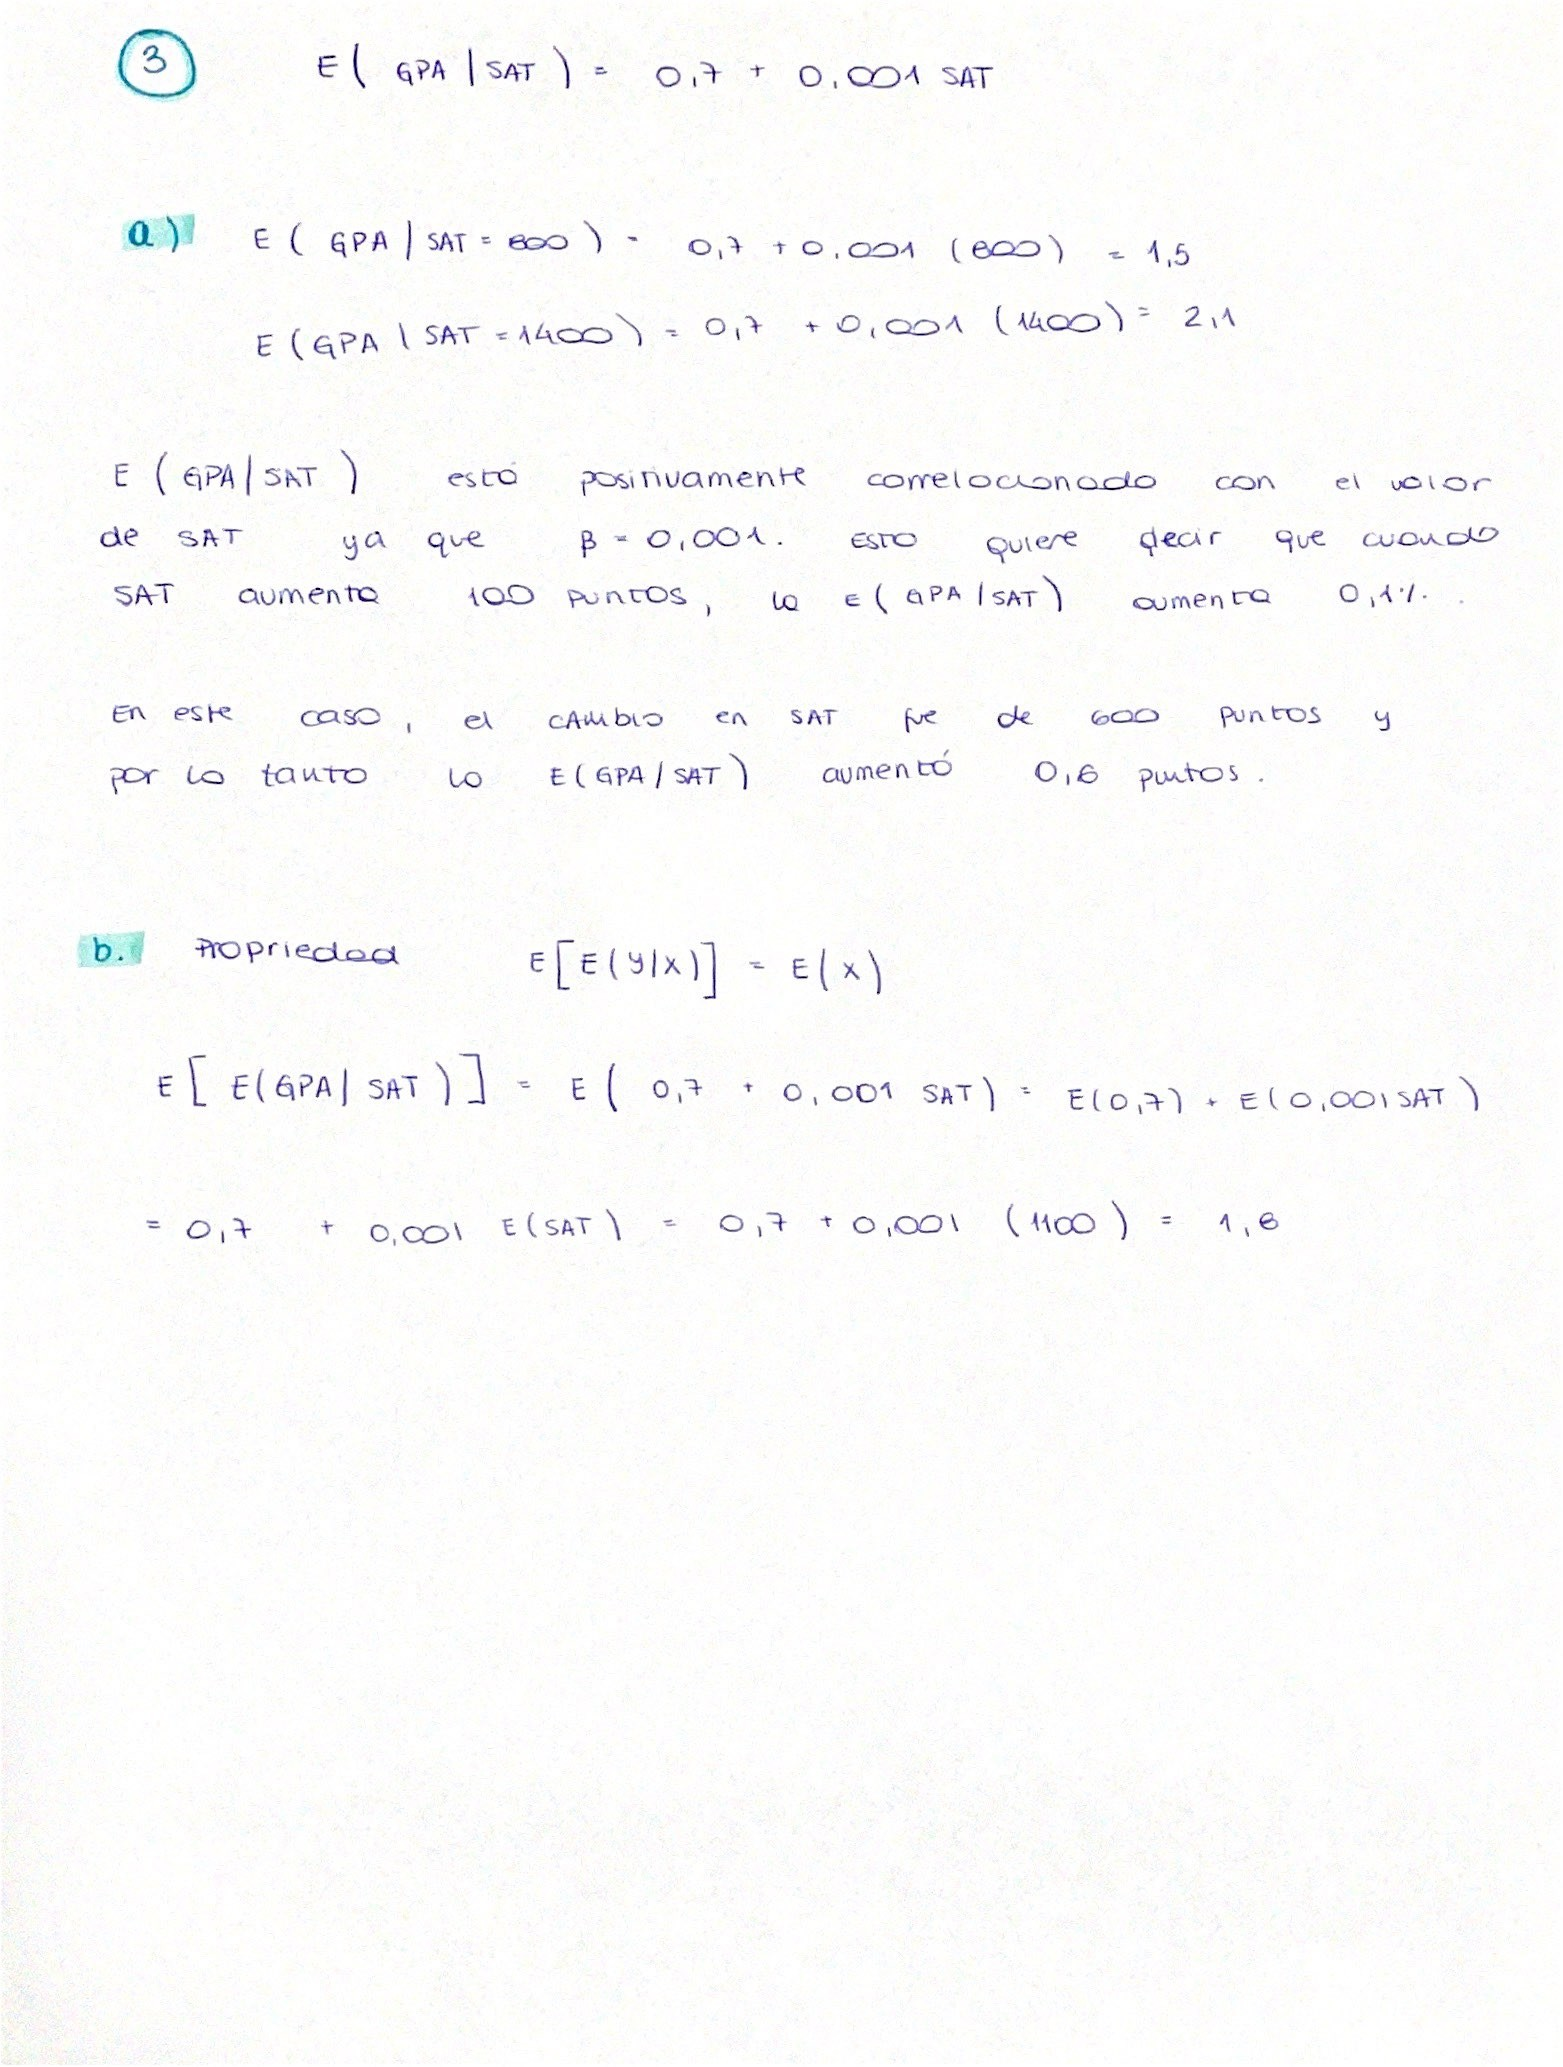 3 E( GPA | SAT ) = 0,7 + 0,001 SAT
a) E ( GPA / SAT = 800 ) = 0,7 + 0,001 (800) = 1,5
E (GPA | SAT = 1400) = 0,7 + 0,001 (1400) = 2,1
E (GPA/SAT) está positivamente correlacionado con el valor
de SAT ya que β = 0,001. ESTO quiere decir que cuando
SAT aumenta 100 puntos, la E( GPA / SAT) aumenta 0,1%.
En este caso, el cambio en SAT fue de 600 puntos y
por lo tanto la E(GPA/SAT) aumentó 0,6 puntos.
b. Propriedad E[E(Y|X)] = E(X)
E[ E(GPA| SAT)] = E( 0,7 + 0,001 SAT) = E(0,7) + E(0,001SAT)
= 0,7 + 0,001 E(SAT) = 0,7 + 0,001 (1100) = 1,8